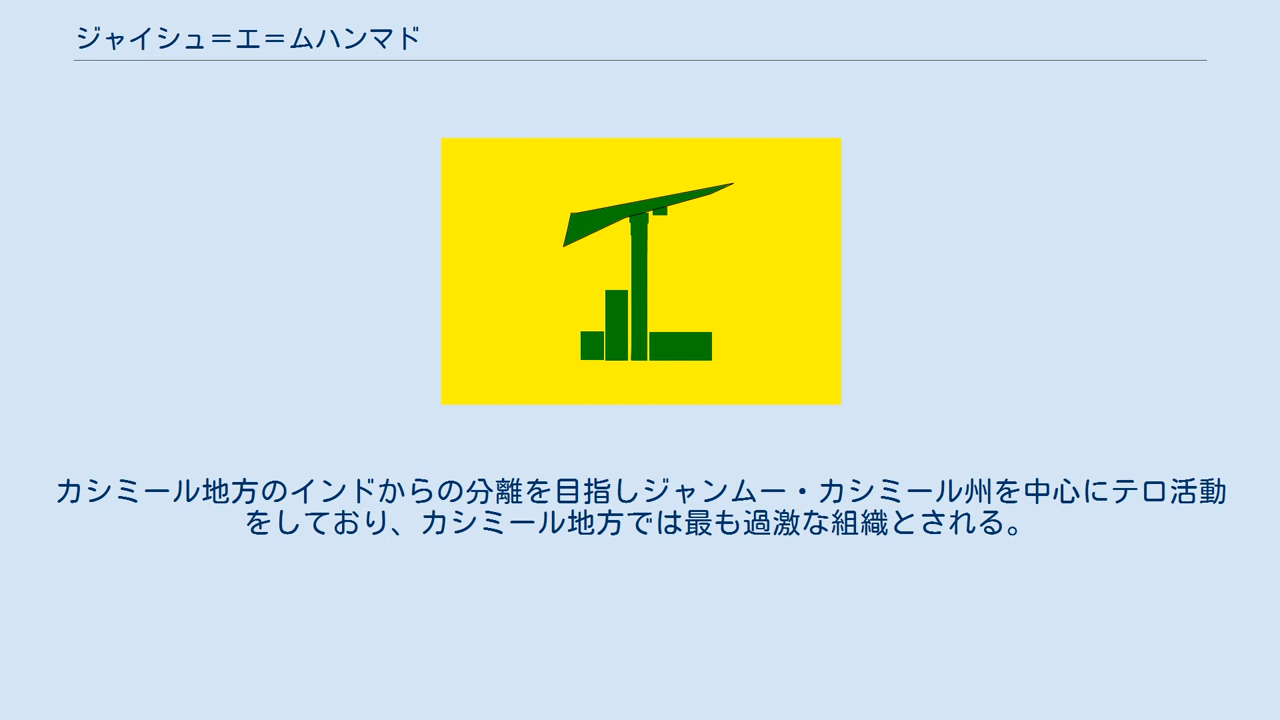 ジャイシュ＝エ＝ムハンマド
カシミール地方のインドからの分離を目指しジャンムー・カシミール州を中心にテロ活動
をしており、カシミール地方では最も過激な組織とされる。